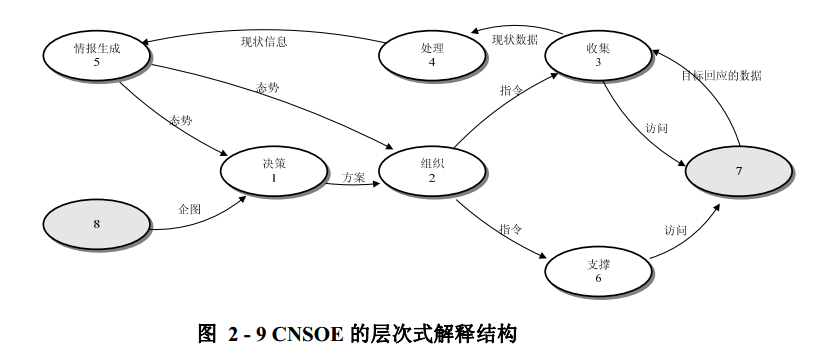 情报生成
5
现状信息
处理
4
现状数据
收集
3
态势
指令
目标回应的数据
态势
访问
决策
1
方案
组织
2
7
8
企图
指令
访问
支撑
6
图 2 - 9 CNSOE 的层次式解释结构